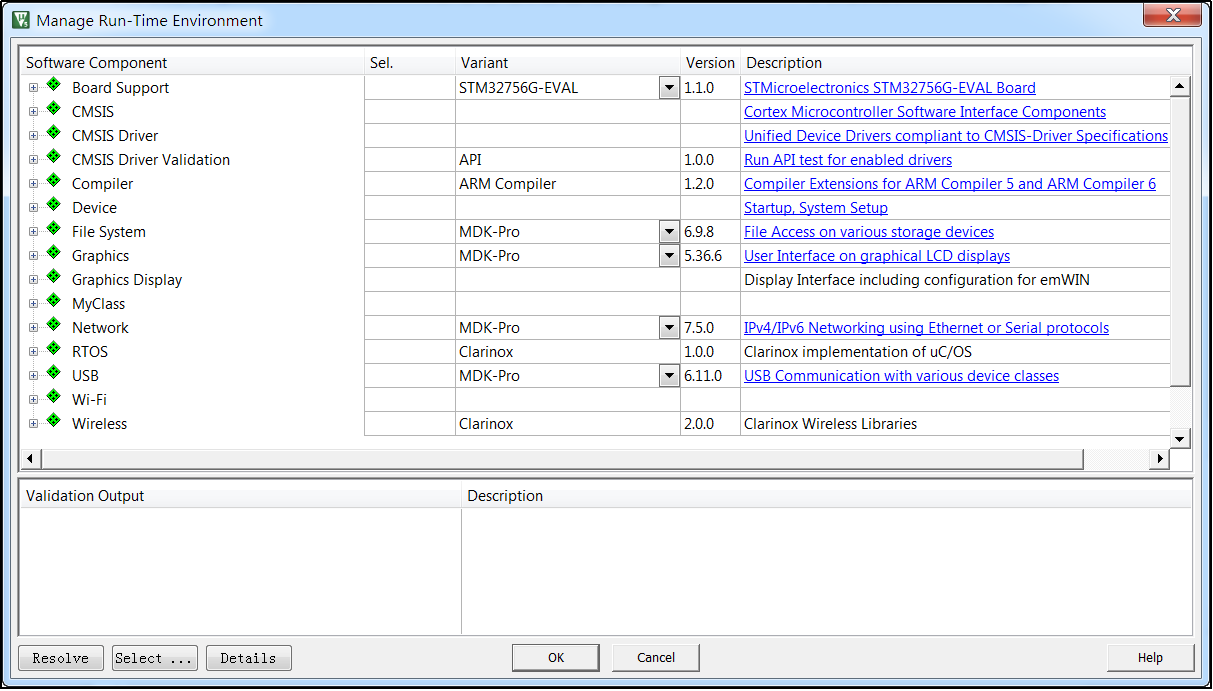 Manage Run-Time Environment
Software Component Sel. Variant Version Description
Board Support STM32756G-EVAL 1.1.0 STMicroelectronics STM32756G-EVAL Board
CMSIS Cortex Microcontroller Software Interface Components
CMSIS Driver Unified Device Drivers compliant to CMSIS-Driver Specifications
CMSIS Driver Validation API 1.0.0 Run API test for enabled drivers
Compiler ARM Compiler 1.2.0 Compiler Extensions for ARM Compiler 5 and ARM Compiler 6
Device Startup, System Setup
File System MDK-Pro 6.9.8 File Access on various storage devices
Graphics MDK-Pro 5.36.6 User Interface on graphical LCD displays
Graphics Display Display Interface including configuration for emWIN
MyClass
Network MDK-Pro 7.5.0 IPv4/IPv6 Networking using Ethernet or Serial protocols
RTOS Clarinox 1.0.0 Clarinox implementation of uC/OS
USB MDK-Pro 6.11.0 USB Communication with various device classes
Wi-Fi
Wireless Clarinox 2.0.0 Clarinox Wireless Libraries
Validation Output Description
Resolve Select ... Details OK Cancel Help